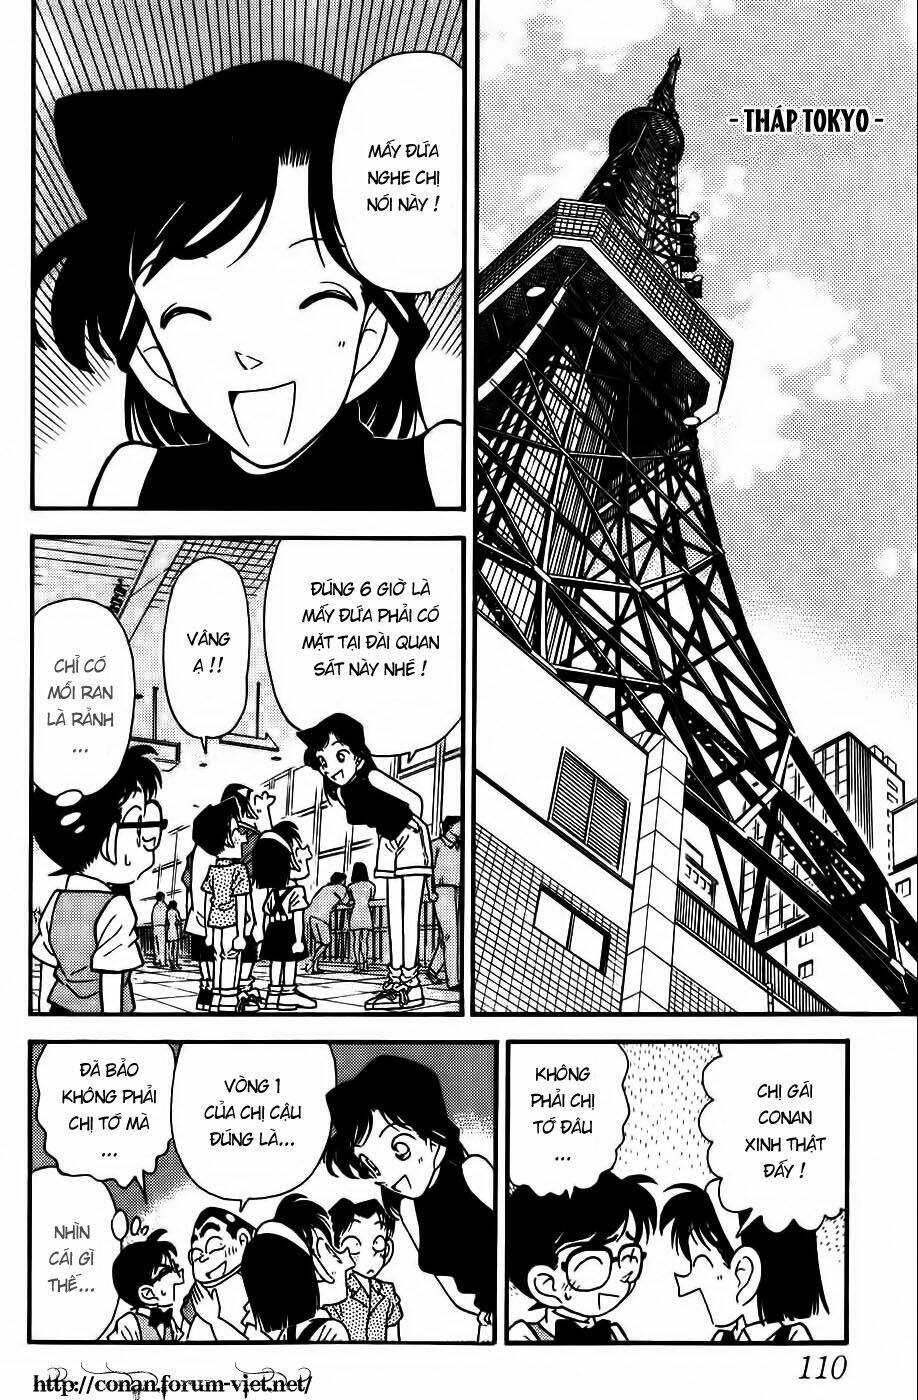 - THÁP TOKYO -
MẤY ĐỨA
NGHE CHỊ
NÓI NÀY !
ĐÚNG 6 GIỜ LÀ
MẤY ĐỨA PHẢI CÓ
MẶT TẠI ĐÀI QUAN
SÁT NÀY NHÉ !
VÂNG
Ạ !!
CHỈ CÓ
MỖI RAN
LÀ RẢNH
...
CHỊ GÁI
CONAN
XINH THẬT
ĐẤY !
KHÔNG
PHẢI CHỊ
TỚ ĐÂU
...
VÒNG 1
CỦA CHỊ CẬU
ĐÚNG LÀ...
ĐÃ BẢO
KHÔNG PHẢI
CHỊ TỚ MÀ
...
NHÌN
CÁI GÌ
THẾ...
110
http://conan.forum-viet.net/